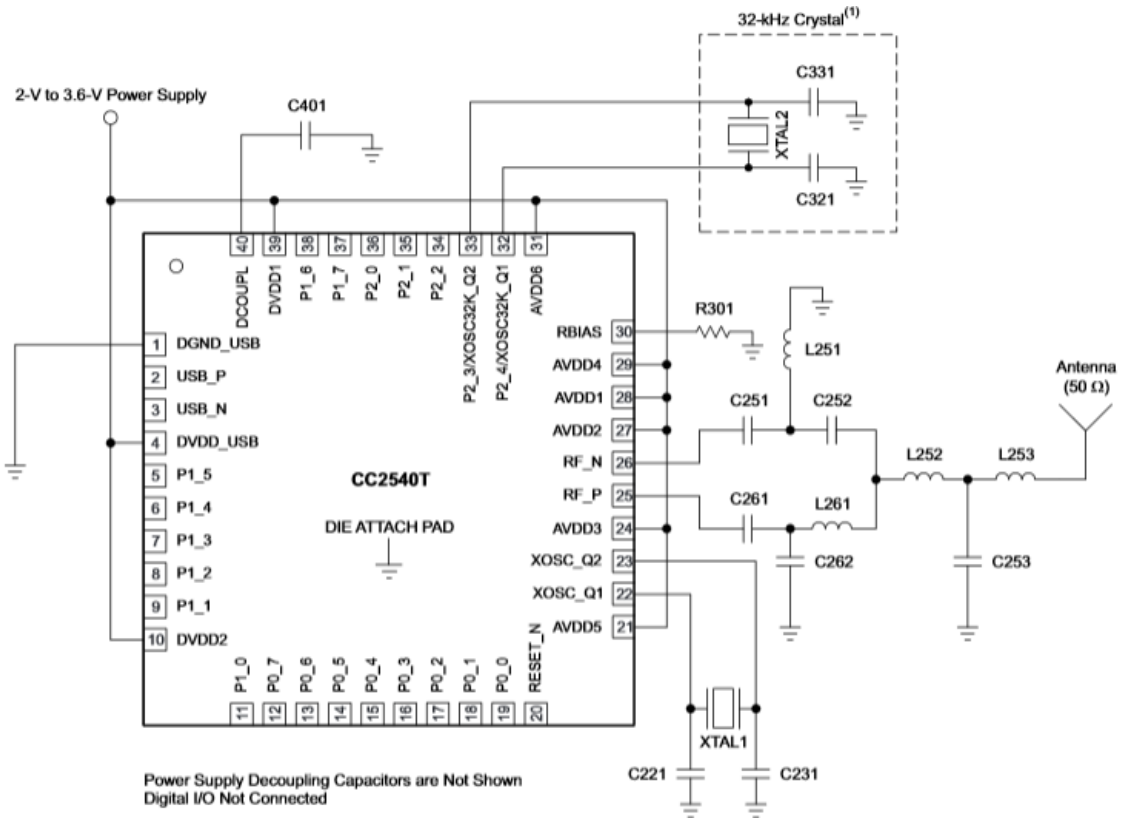 32-kHz Crystal(1)
2-V to 3.6-V Power Supply
C401
C331
XTAL2
C321
40
39
38
37
36
35
34
33
32
31
DCOUPL
DVDD1
P1_6
P1_7
P2_0
P2_1
P2_2
P2_3/XOSC32K_Q2
P2_4/XOSC32K_Q1
AVDD6
1 DGND_USB
2 USB_P
3 USB_N
4 DVDD_USB
5 P1_5
6 P1_4
7 P1_3
8 P1_2
9 P1_1
10 DVDD2
CC2540T
DIE ATTACH PAD
RBIAS 30
AVDD4 29
AVDD1 28
AVDD2 27
RF_N 26
RF_P 25
AVDD3 24
XOSC_Q2 23
XOSC_Q1 22
AVDD5 21
R301
L251
C251
C252
Antenna
(50 Ω)
L252
L253
C261
L261
C262
C253
P1_0
P0_7
P0_6
P0_5
P0_4
P0_3
P0_2
P0_1
P0_0
RESET_N
11
12
13
14
15
16
17
18
19
20
XTAL1
C221
C231
Power Supply Decoupling Capacitors are Not Shown
Digital I/O Not Connected